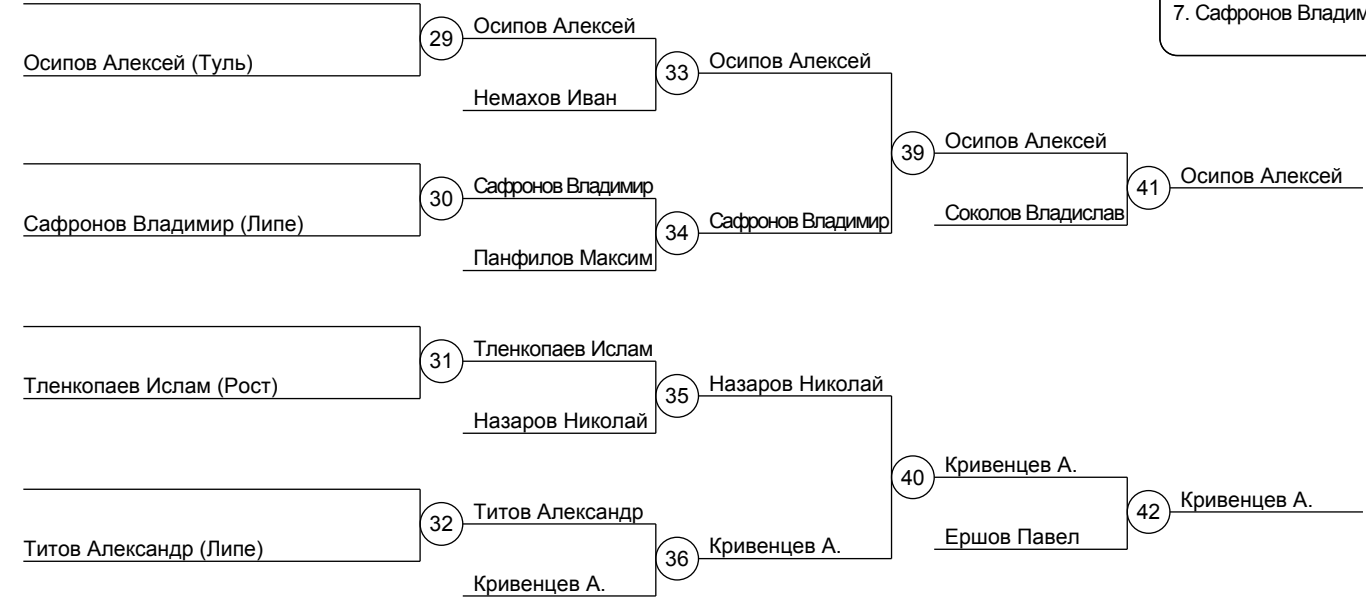 7. Сафронов Владим
29
Осипов Алексей
Осипов Алексей (Туль)
33
Осипов Алексей
Немахов Иван
39
Осипов Алексей
30
Сафронов Владимир
41
Осипов Алексей
Сафронов Владимир (Липе)
34
Сафронов Владимир
Соколов Владислав
Панфилов Максим
31
Тленкопаев Ислам
Тленкопаев Ислам (Рост)
35
Назаров Николай
Назаров Николай
40
Кривенцев А.
32
Титов Александр
42
Кривенцев А.
Титов Александр (Липе)
36
Кривенцев А.
Ершов Павел
Кривенцев А.